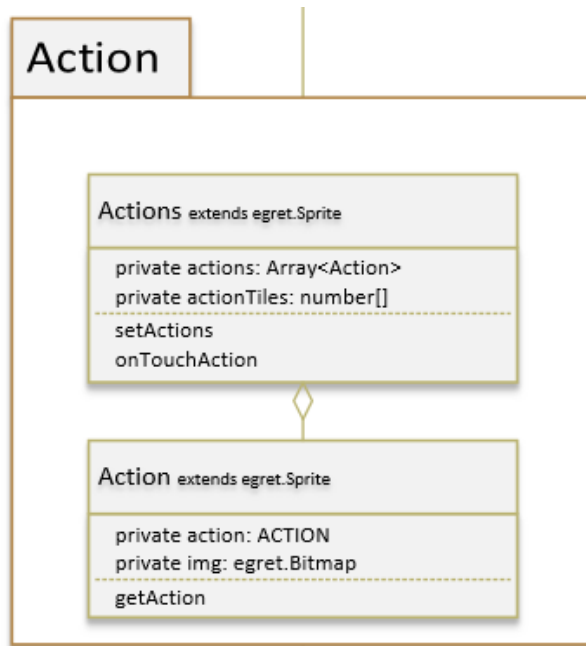 Action
Actions extends egret.Sprite
private actions: Array<Action>
private actionTiles: number[]
setActions
onTouchAction
Action extends egret.Sprite
private action: ACTION
private img: egret.Bitmap
getAction